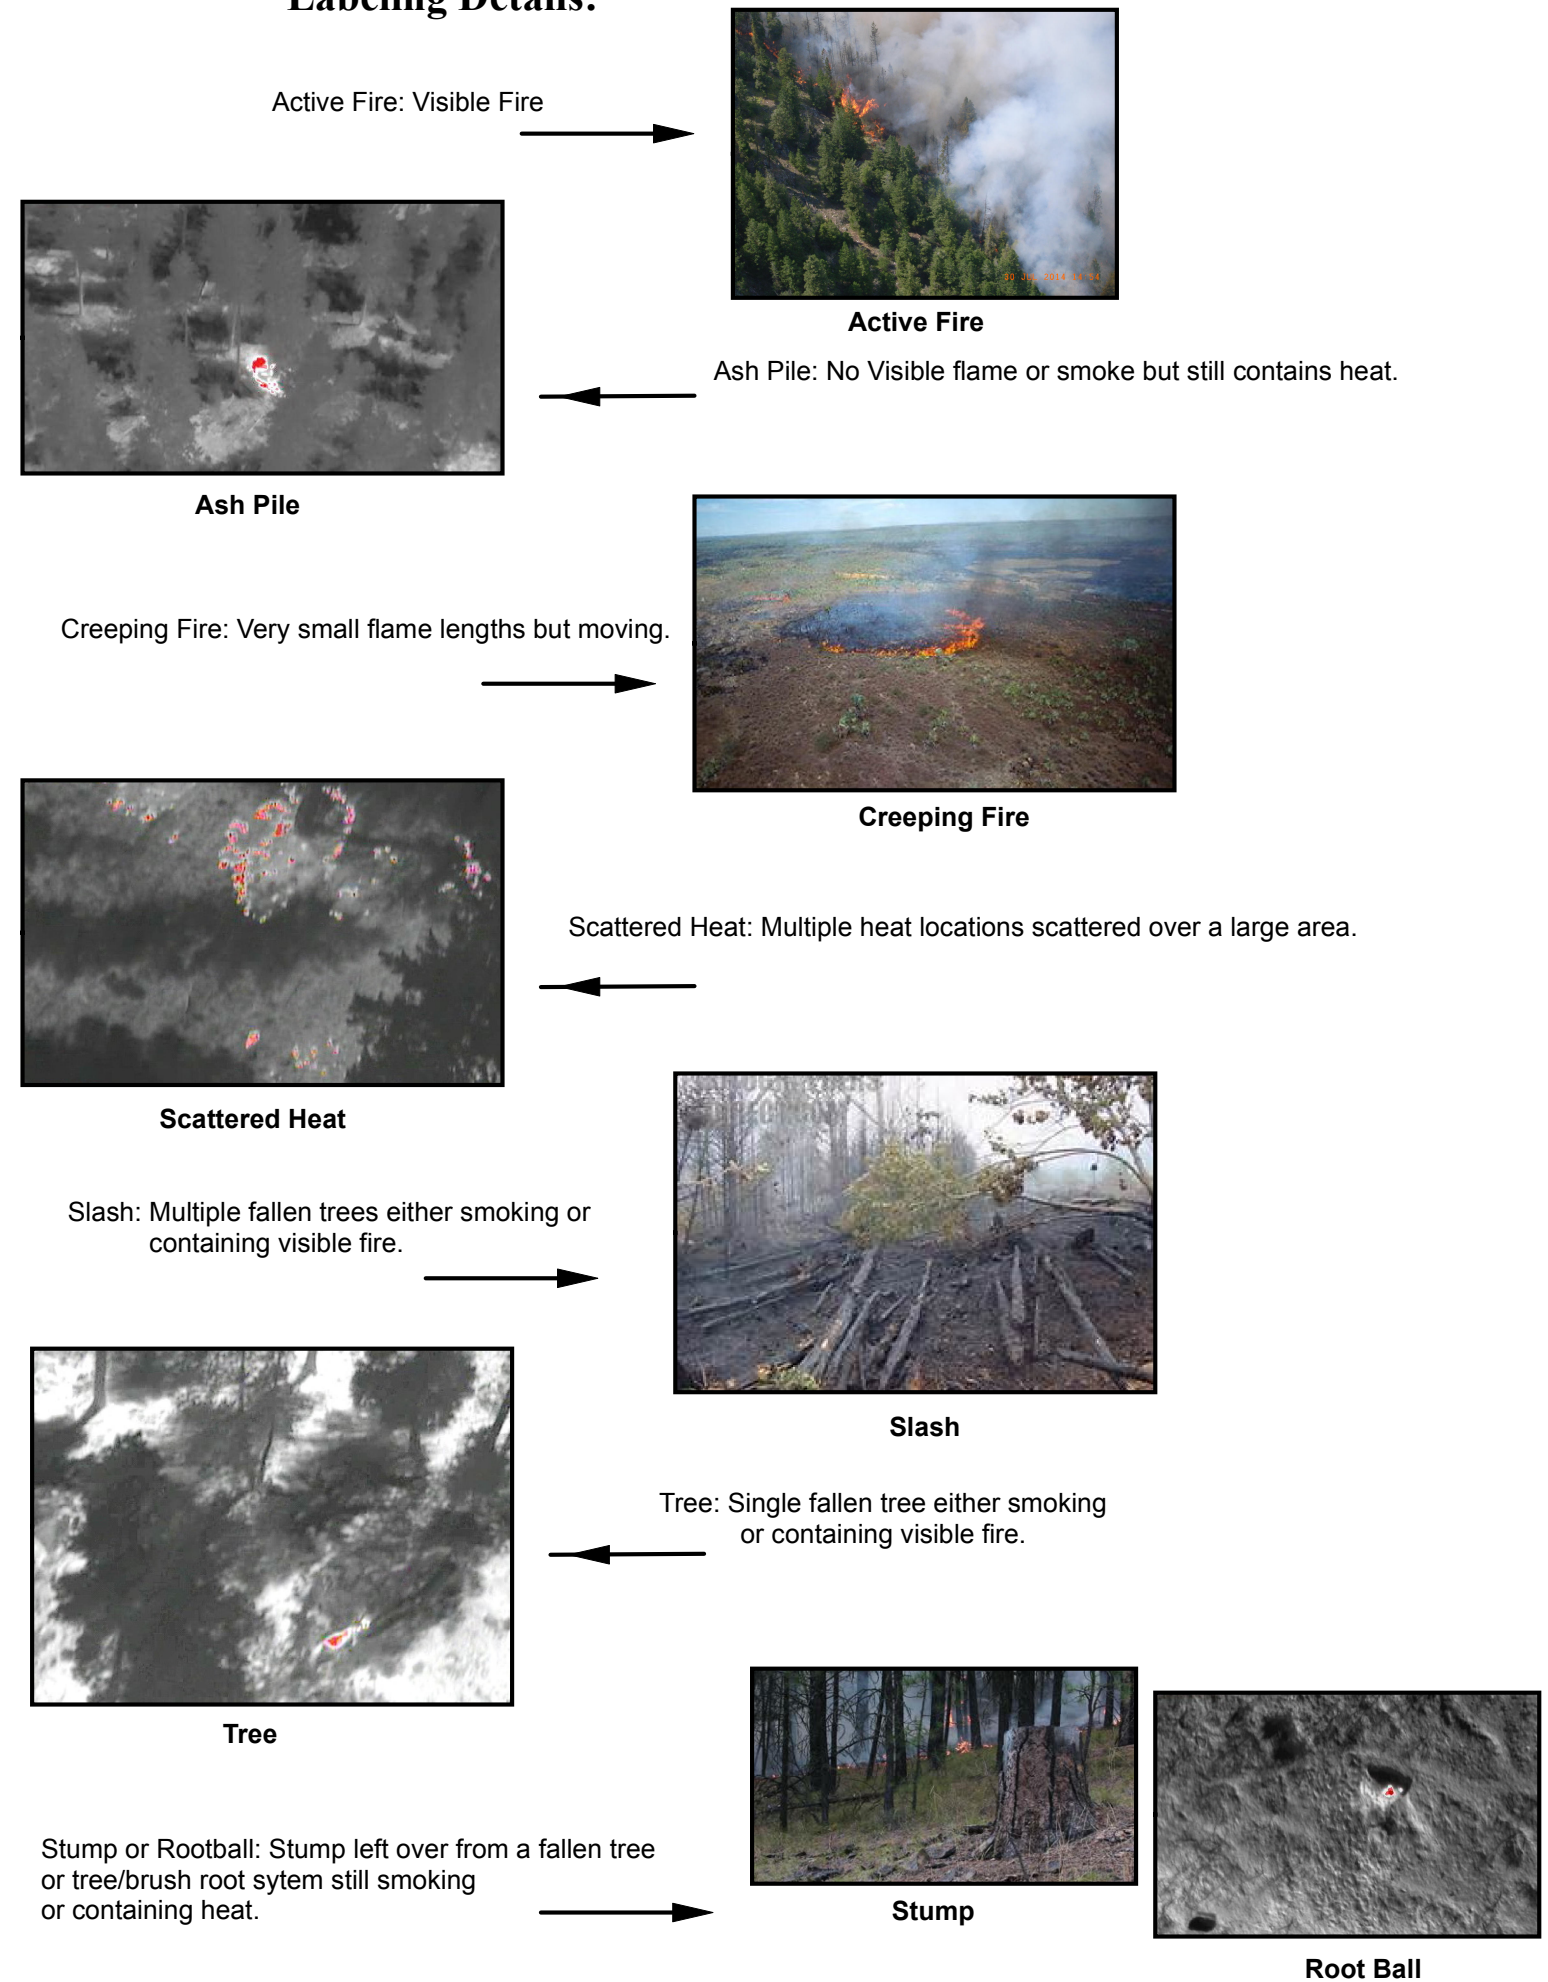 Labeling Details:
Active Fire: Visible Fire
Active Fire
Ash Pile: No Visible flame or smoke but still contains heat.
Ash Pile
Creeping Fire: Very small flame lengths but moving.
Creeping Fire
Scattered Heat: Multiple heat locations scattered over a large area.
Scattered Heat
Slash: Multiple fallen trees either smoking or
containing visible fire.
Slash
Tree: Single fallen tree either smoking
or containing visible fire.
Tree
Stump or Rootball: Stump left over from a fallen tree
or tree/brush root sytem still smoking
or containing heat.
Stump
Root Ball